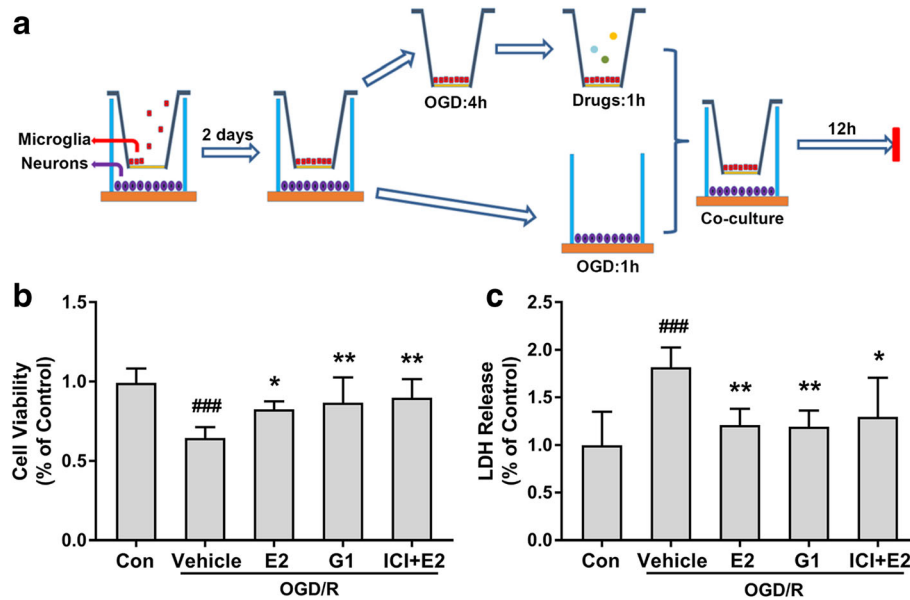 a
OGD:4h
Drugs:1h
Microglia
Neurons
2 days
12h
Co-culture
OGD:1h
b
Cell Viability
(% of Control)
1.5
1.0
0.5
0.0
###
*
**
**
Con
Vehicle
E2
G1
ICI+E2
OGD/R
c
LDH Release
(% of Control)
2.5
2.0
1.5
1.0
0.5
0.0
###
**
**
*
Con
Vehicle
E2
G1
ICI+E2
OGD/R